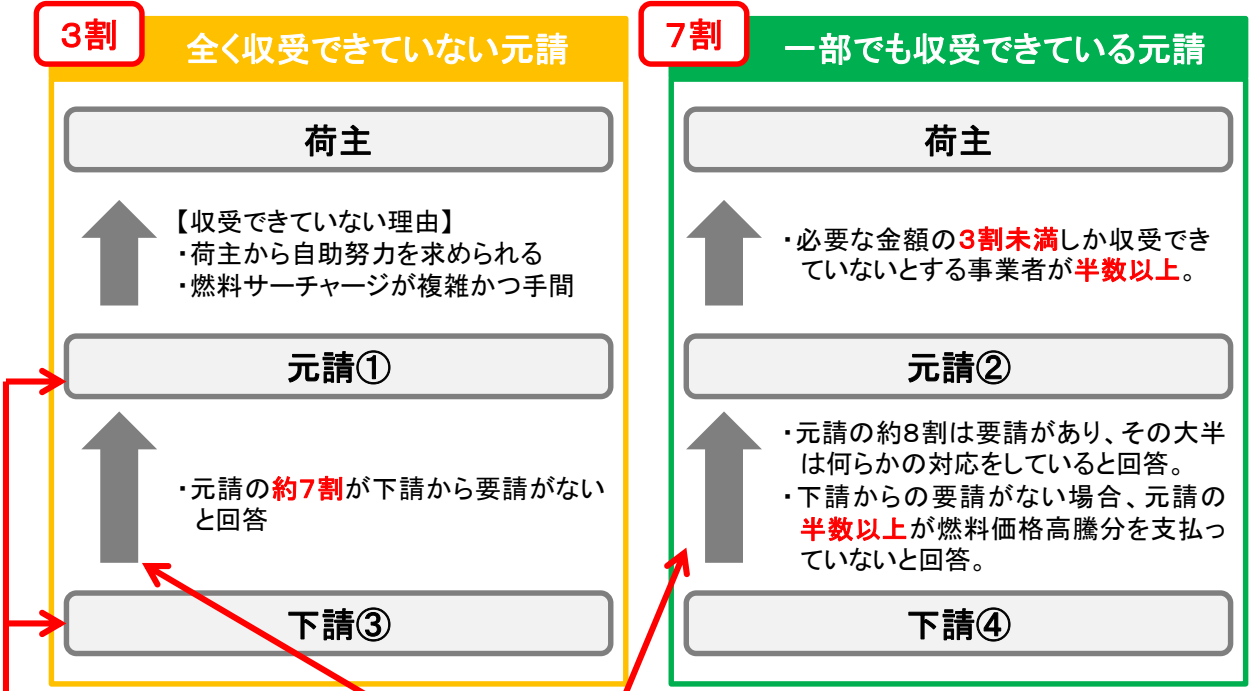 3割
全く収受できていない元請
荷主
【収受できていない理由】
・荷主から自助努力を求められる
・燃料サーチャージが複雑かつ手間
元請①
・元請の約7割が下請から要請がない
と回答
下請③
7割
一部でも収受できている元請
荷主
・必要な金額の3割未満しか収受でき
ていないとする事業者が半数以上。
元請②
・元請の約8割は要請があり、その大半
は何らかの対応をしていると回答。
・下請からの要請がない場合、元請の
半数以上が燃料価格高騰分を支払っ
ていないと回答。
下請④